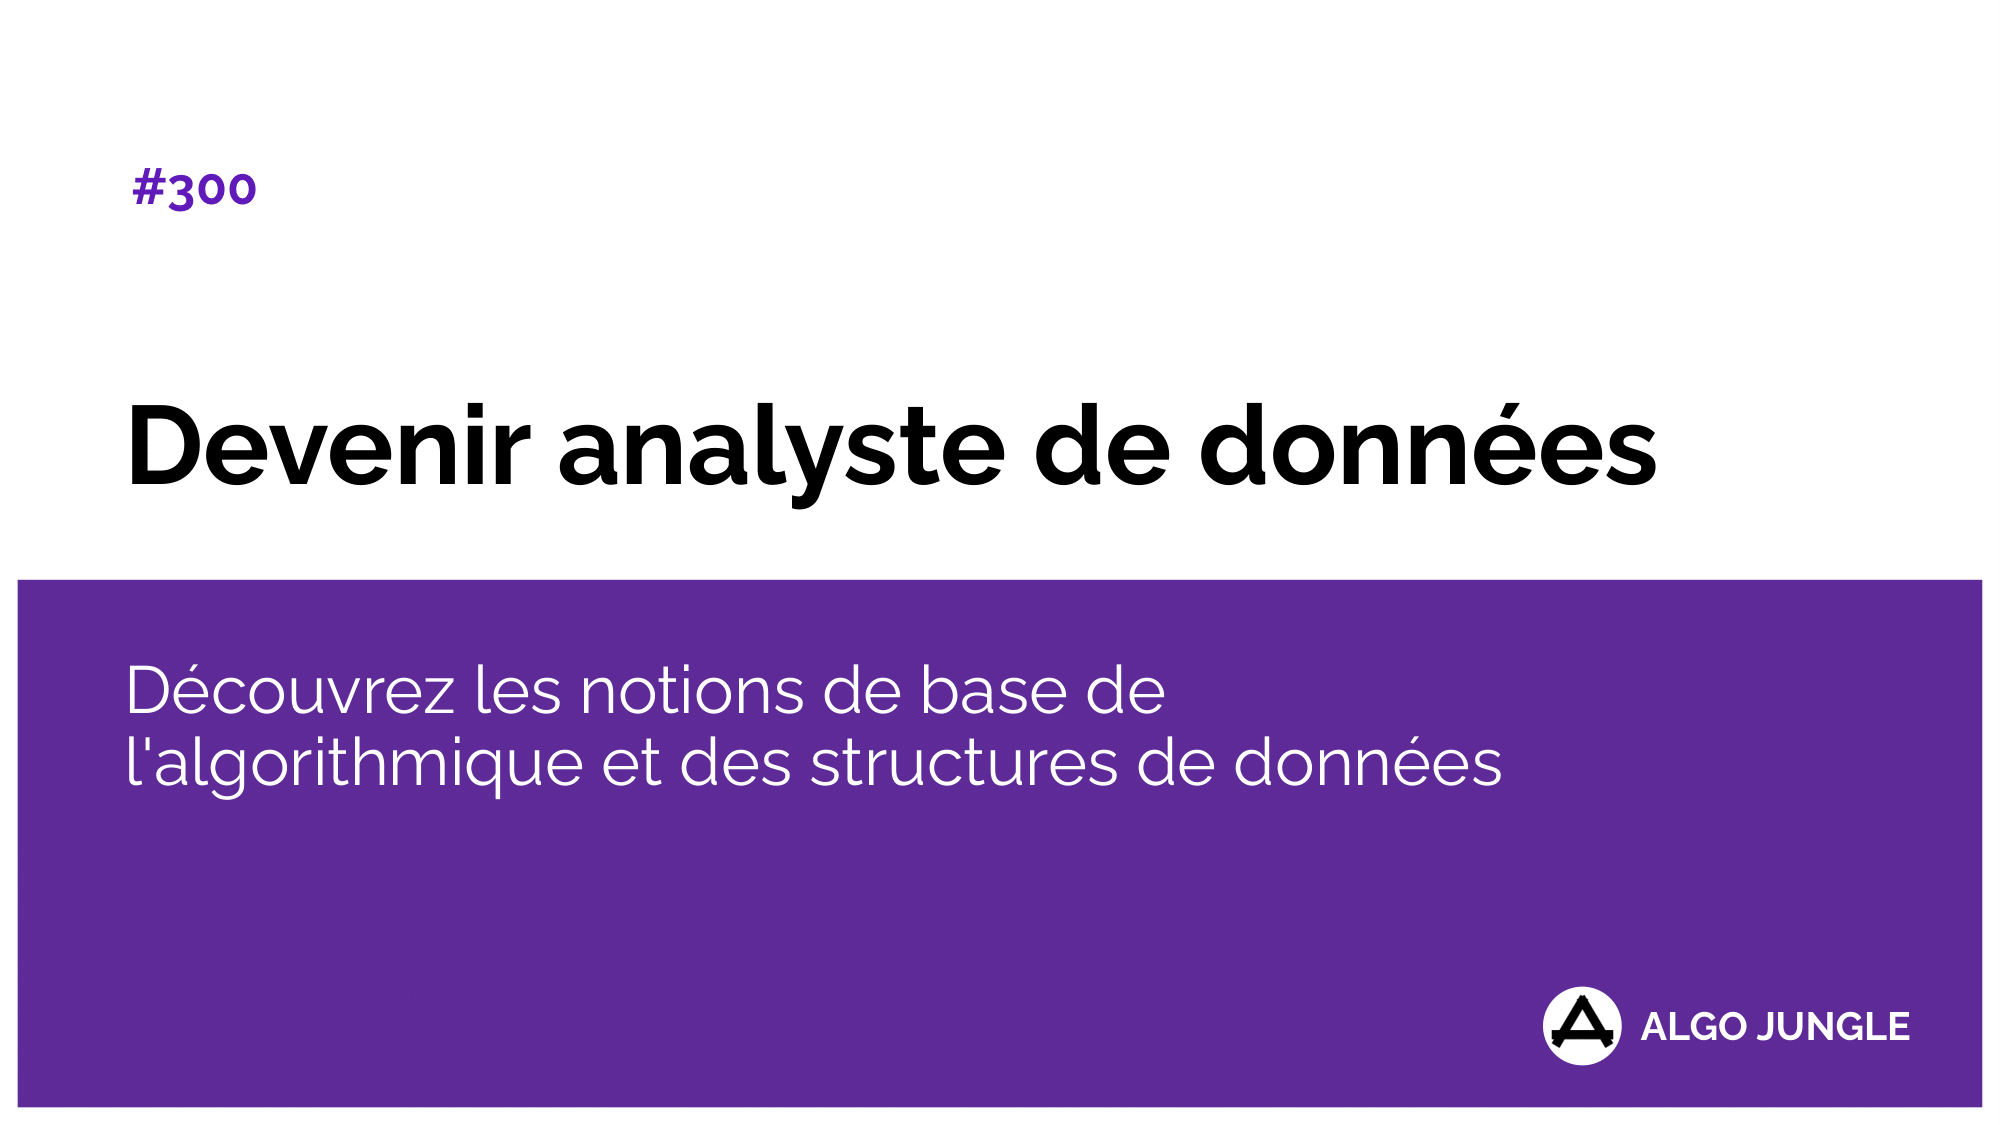 #300
Devenir analyste de données
Découvrez les notions de base de
l'algorithmique et des structures de données
ALGO JUNGLE